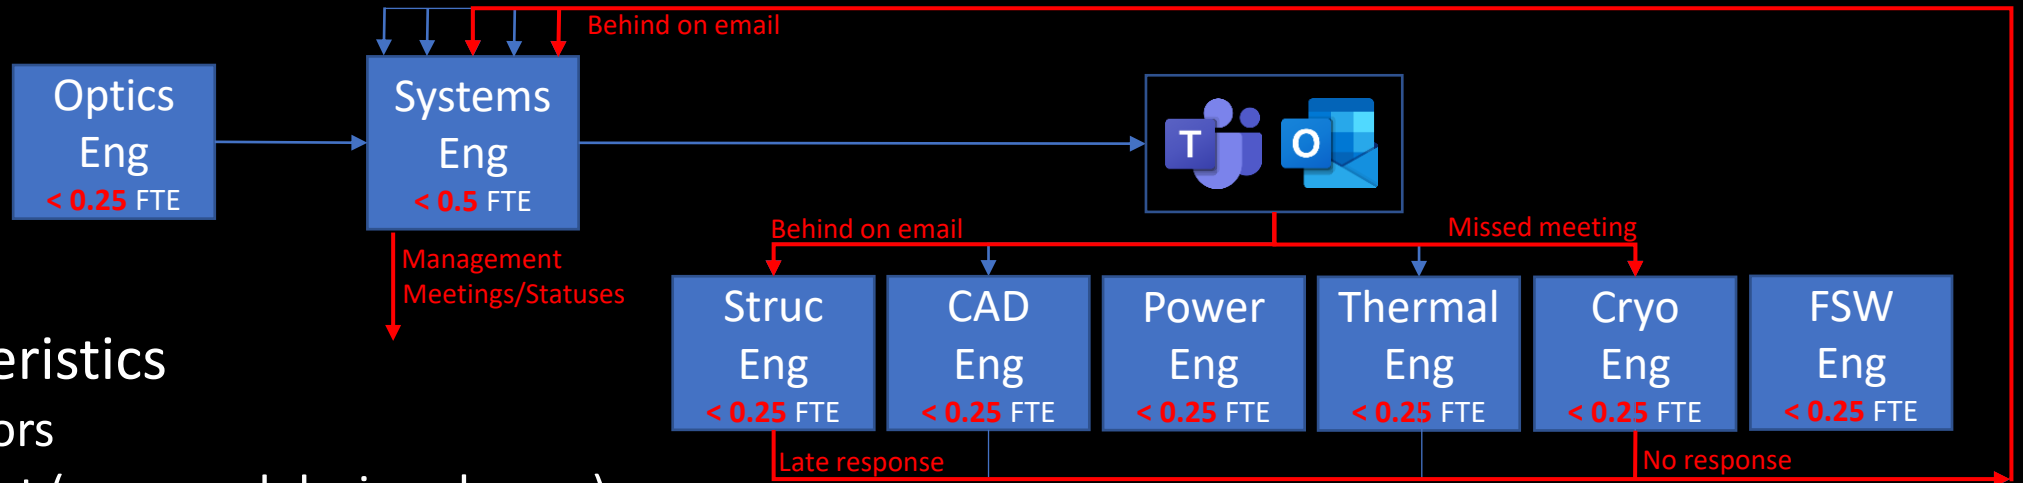 Behind on email
Optics
Eng
< 0.25 FTE
Systems
Eng
< 0.5 FTE
T
O
Management
Meetings/Statuses
Behind on email
Missed meeting
Struc
Eng
< 0.25 FTE
CAD
Eng
< 0.25 FTE
Power
Eng
< 0.25 FTE
Thermal
Eng
< 0.25 FTE
Cryo
Eng
< 0.25 FTE
FSW
Eng
< 0.25 FTE
Late response
No response
eristics
ors